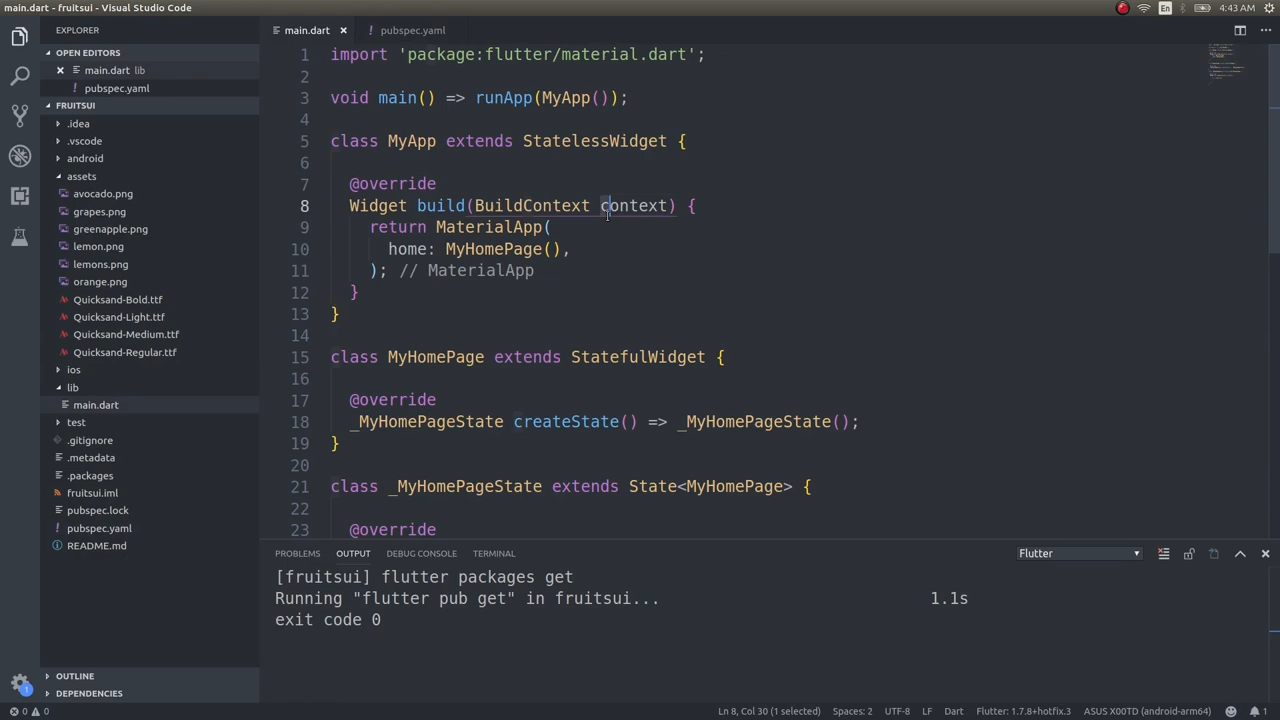 main.dart - fruitsui - Visual Studio Code
En
4:43 AM
EXPLORER
main.dart
pubspec.yaml
OPEN EDITORS
main.dart lib
pubspec.yaml
FRUITSUI
.idea
.vscode
android
assets
avocado.png
grapes.png
greenapple.png
lemon.png
lemons.png
orange.png
Quicksand-Bold.ttf
Quicksand-Light.ttf
Quicksand-Medium.ttf
Quicksand-Regular.ttf
ios
lib
main.dart
test
.gitignore
.metadata
.packages
fruitsui.iml
pubspec.lock
pubspec.yaml
README.md
OUTLINE
DEPENDENCIES
1 import 'package:flutter/material.dart';
2
3 void main() => runApp(MyApp());
4
5 class MyApp extends StatelessWidget {
6
7 @override
8 Widget build(BuildContext context) {
9 return MaterialApp(
10 home: MyHomePage(),
11 ); // MaterialApp
12 }
13 }
14
15 class MyHomePage extends StatefulWidget {
16
17 @override
18 _MyHomePageState createState() => _MyHomePageState();
19 }
20
21 class _MyHomePageState extends State<MyHomePage> {
22
23 @override
PROBLEMS OUTPUT DEBUG CONSOLE TERMINAL
Flutter
[fruitsui] flutter packages get
Running "flutter pub get" in fruitsui... 1.1s
exit code 0
1
0 0
Ln 8, Col 30 (1 selected) Spaces: 2 UTF-8 LF Dart Flutter: 1.7.8+hotfix.3 ASUS X00TD (android-arm64) 1